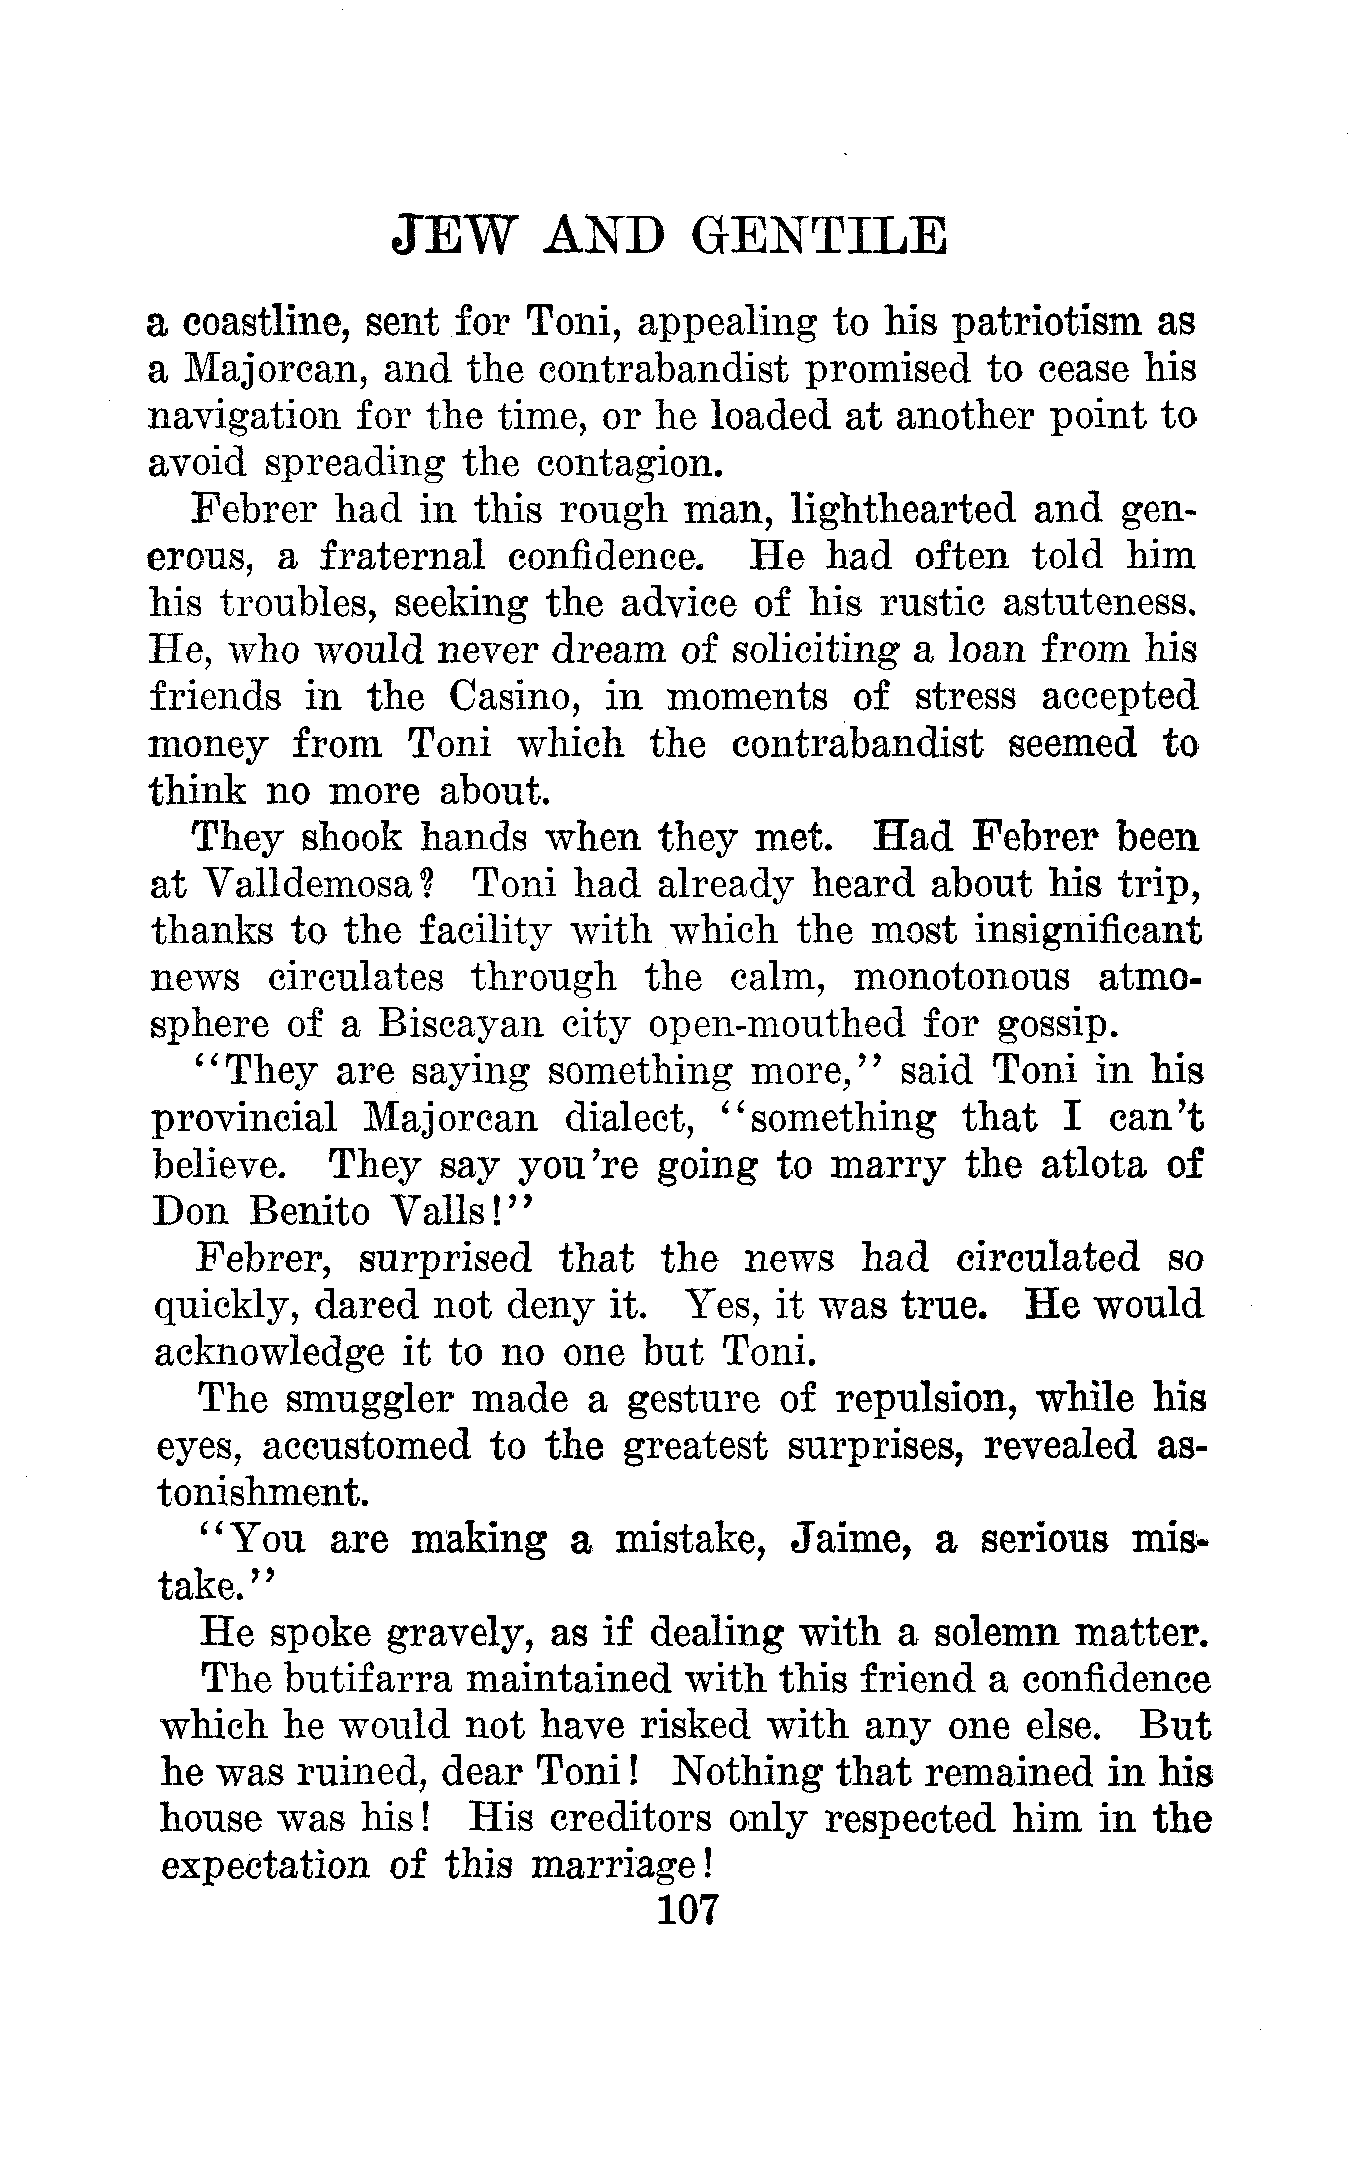 JEW AND GENTILE
a coastline, sent for Toni, appealing to his patriotism as
a Majorcan, and the contrabandist promised to cease his
navigation for the time, or he loaded at another point to
avoid spreading the contagion.
Febrer had in this rough man, lighthearted and gen-
erous, a fraternal confidence. He had often told him
his troubles, seeking the advice of his rustic astuteness.
He, who would never dream of soliciting a loan from his
friends in the Casino, in moments of stress accepted
money from Toni which the contrabandist seemed to
think no more about.
They shook hands when they met. Had Febrer been
at Valldemosa? Toni had already heard about his trip,
thanks to the facility with which the most insignificant
news circulates through the calm, monotonous atmo-
sphere of a Biscayan city open-mouthed for gossip.
"They are saying something more," said Toni in his
provincial Majorcan dialect, "something that I can't
believe. They say you're going to marry the atlota of
Don Benito Valls!"
Febrer, surprised that the news had circulated so
quickly, dared not deny it. Yes, it was true. He would
acknowledge it to no one but Toni.
The smuggler made a gesture of repulsion, while his
eyes, accustomed to the greatest surprises, revealed as-
tonishment.
"You are making a mistake, Jaime, a serious mis-
take."
He spoke gravely, as if dealing with a solemn matter.
The butifarra maintained with this friend a confidence
which he would not have risked with any one else. But
he was ruined, dear Toni! Nothing that remained in his
house was his! His creditors only respected him in the
expectation of this marriage!
107